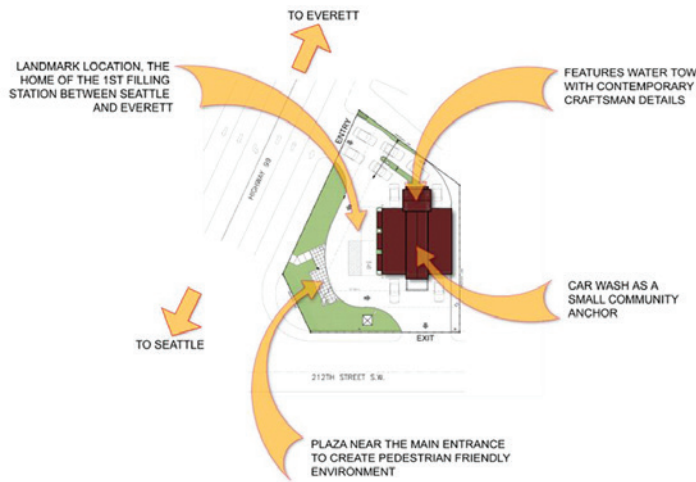 TO EVERETT
LANDMARK LOCATION, THE
HOME OF THE 1ST FILLING
STATION BETWEEN SEATTLE
AND EVERETT
FEATURES WATER TOW
WITH CONTEMPORARY
CRAFTSMAN DETAILS
ENTRY
HIGHWAY 99
CAR WASH AS A
SMALL COMMUNITY
ANCHOR
TO SEATTLE
EXIT
212TH STREET S.W.
PLAZA NEAR THE MAIN ENTRANCE
TO CREATE PEDESTRIAN FRIENDLY
ENVIRONMENT